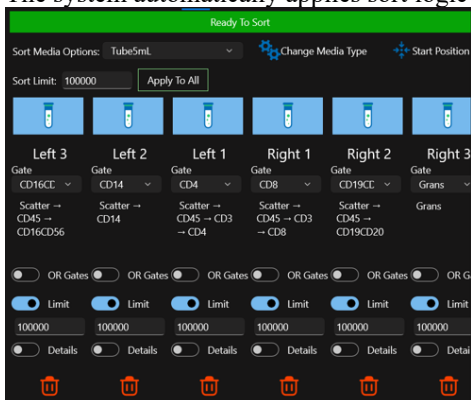 The system automatically applies sort logic
Ready To Sort
Sort Media Options: Tube5mL Change Media Type Start Position
Sort Limit: 100000 Apply To All
Left 3 Left 2 Left 1 Right 1 Right 2 Right 3
Gate Gate Gate Gate Gate Gate
CD16CD CD14 CD4 CD8 CD19CD Grans
Scatter → Scatter → Scatter → Scatter → Scatter → Grans
CD45 → CD14 CD45 → CD3 CD45 → CD3 CD45 →
CD16CD56 → CD4 → CD8 CD19CD20
OR Gates OR Gates OR Gates OR Gates OR Gates OR G
Limit Limit Limit Limit Limit Limit
100000 100000 100000 100000 100000 100000
Details Details Details Details Details Detai